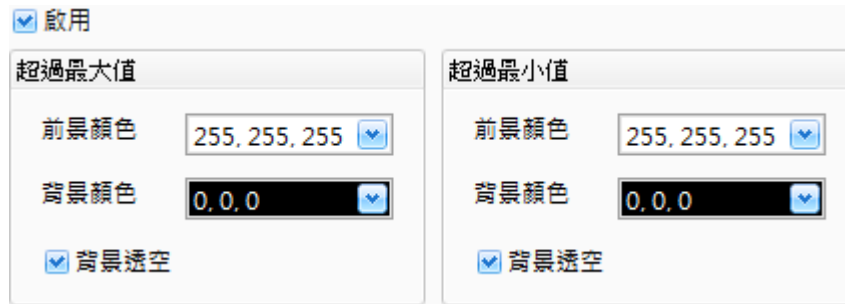 啟用
超過最大值
前景顏色 255, 255, 255
背景顏色 0, 0, 0
背景透空
超過最小值
前景顏色 255, 255, 255
背景顏色 0, 0, 0
背景透空